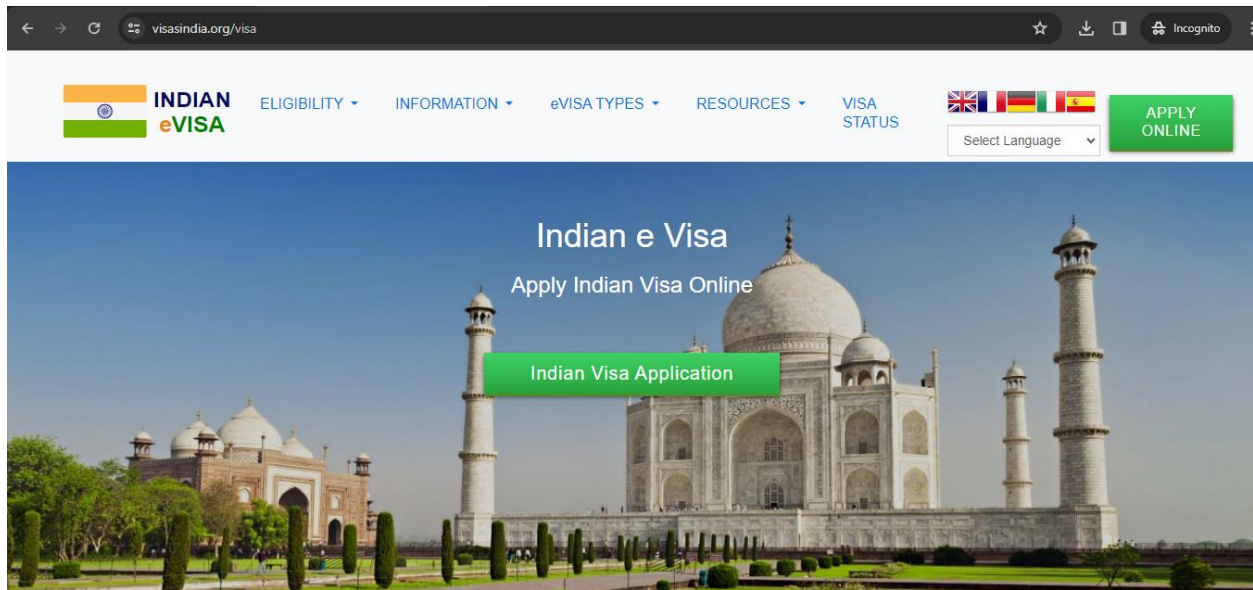 visasindia.org/visa
Incognito
INDIAN
eVISA
ELIGIBILITY
INFORMATION
eVISA TYPES
RESOURCES
VISA
STATUS
Select Language
APPLY
ONLINE
Indian e Visa
Apply Indian Visa Online
Indian Visa Application